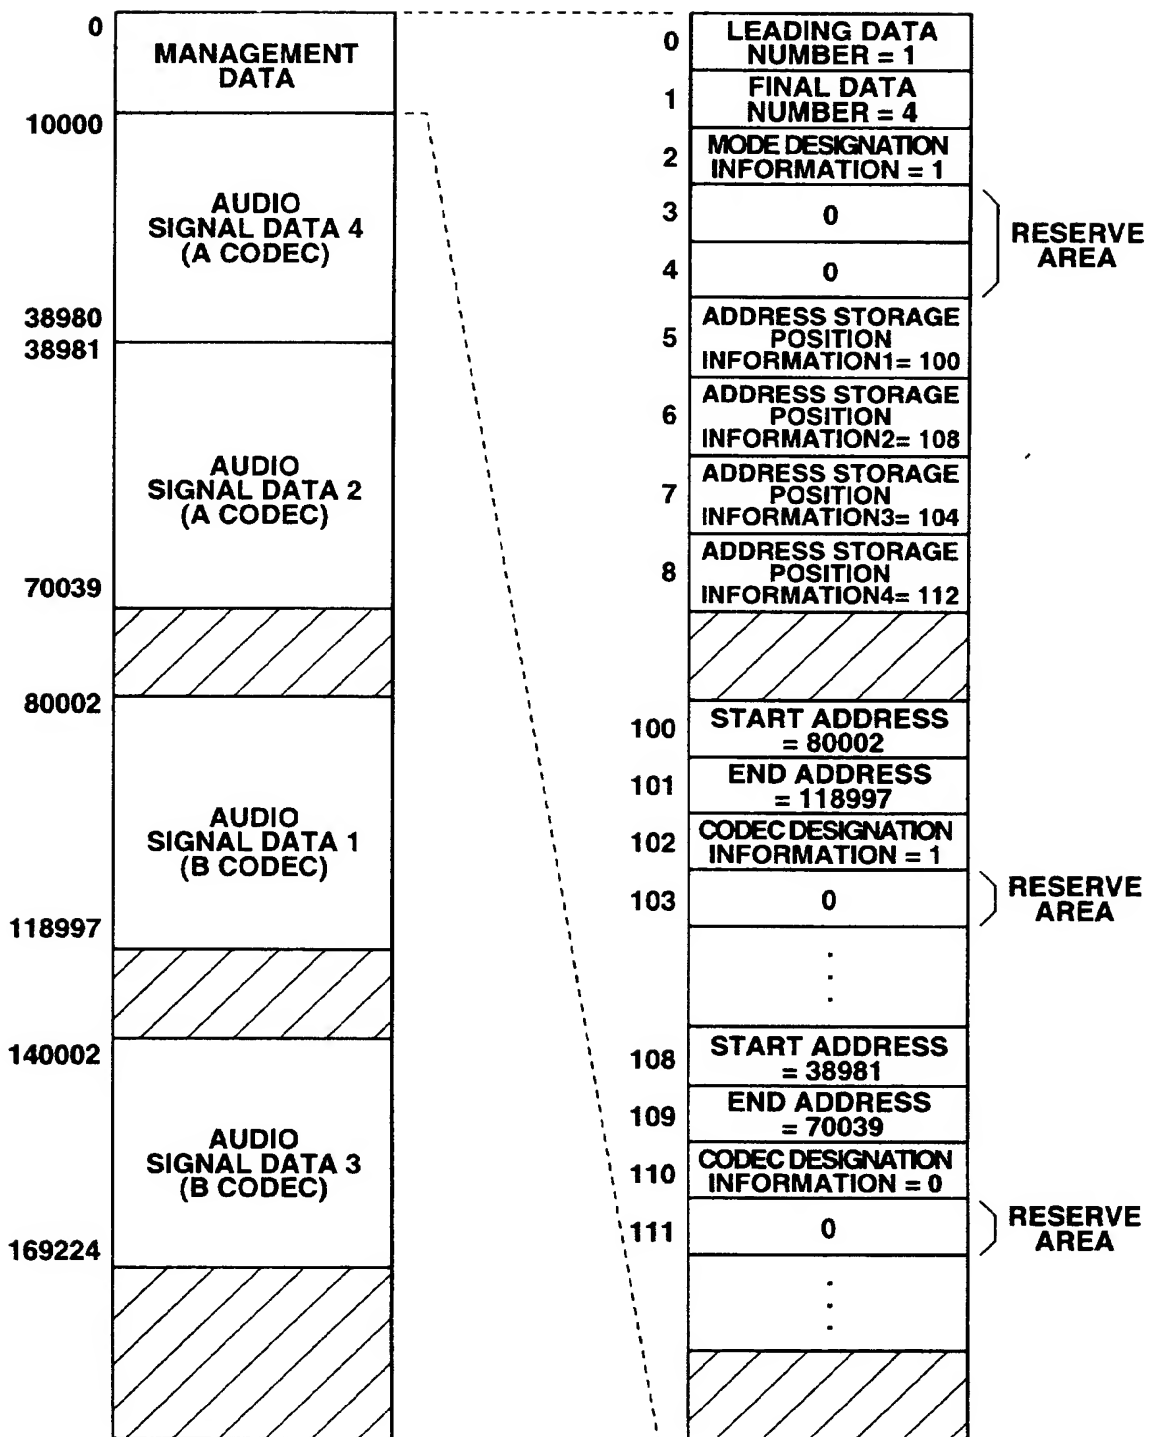 0
MANAGEMENT
DATA
10000
AUDIO
SIGNAL DATA 4
(A CODEC)
38980
38981
AUDIO
SIGNAL DATA 2
(A CODEC)
70039
80002
AUDIO
SIGNAL DATA 1
(B CODEC)
118997
140002
AUDIO
SIGNAL DATA 3
(B CODEC)
169224
0
LEADING DATA
NUMBER = 1
1
FINAL DATA
NUMBER = 4
2
MODE DESIGNATION
INFORMATION = 1
3
0
4
0
RESERVE
AREA
5
ADDRESS STORAGE
POSITION
INFORMATION1= 100
6
ADDRESS STORAGE
POSITION
INFORMATION2= 108
7
ADDRESS STORAGE
POSITION
INFORMATION3= 104
8
ADDRESS STORAGE
POSITION
INFORMATION4= 112
100
START ADDRESS
= 80002
101
END ADDRESS
= 118997
102
CODEC DESIGNATION
INFORMATION = 1
103
0
RESERVE
AREA
108
START ADDRESS
= 38981
109
END ADDRESS
= 70039
110
CODEC DESIGNATION
INFORMATION = 0
111
0
RESERVE
AREA